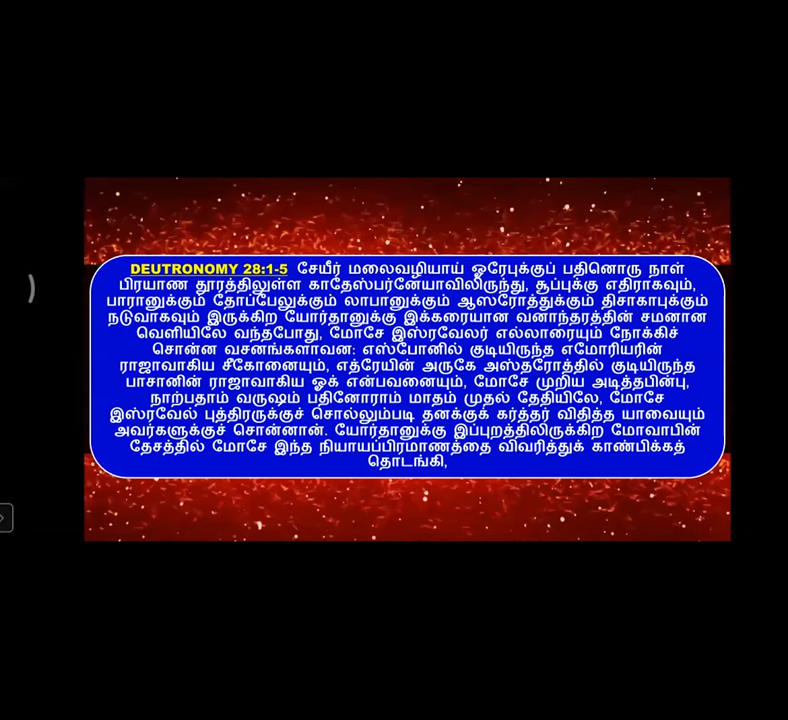 DEUTRONOMY 28:1-5 சேயீர் மலைவழியாய் ஓரேபுக்குப் பதினொரு நாள்
பிரயாண தூரத்திலுள்ள காதேஸ்பர்னேயாவிலிருந்து, சூப்புக்கு எதிராகவும்,
பாரானுக்கும் தோப்பேலுக்கும் லாபானுக்கும் ஆஸரோத்துக்கும் திசாகாபுக்கும்
நடுவாகவும் இருக்கிற யோர்தானுக்கு இக்கரையான வனாந்தரத்தின் சமனான
வெளியிலே வந்தபோது, மோசே இஸ்ரவேலர் எல்லாரையும் நோக்கிச்
சொன்ன வசனங்களாவன: எஸ்போனில் குடியிருந்த எமோரியரின்
ராஜாவாகிய சீகோனையும், எத்ரேயின் அருகே அஸ்தரோத்தில் குடியிருந்த
பாசானின் ராஜாவாகிய ஓக் என்பவனையும், மோசே முறிய அடித்தபின்பு,
நாற்பதாம் வருஷம் பதினோராம் மாதம் முதல் தேதியிலே, மோசே
இஸ்ரவேல் புத்திரருக்குச் சொல்லும்படி தனக்குக் கர்த்தர் விதித்த யாவையும்
அவர்களுக்குச் சொன்னான். யோர்தானுக்கு இப்புறத்திலிருக்கிற மோவாபின்
தேசத்தில் மோசே இந்த நியாயப்பிரமாணத்தை விவரித்துக் காண்பிக்கத்
தொடங்கி,